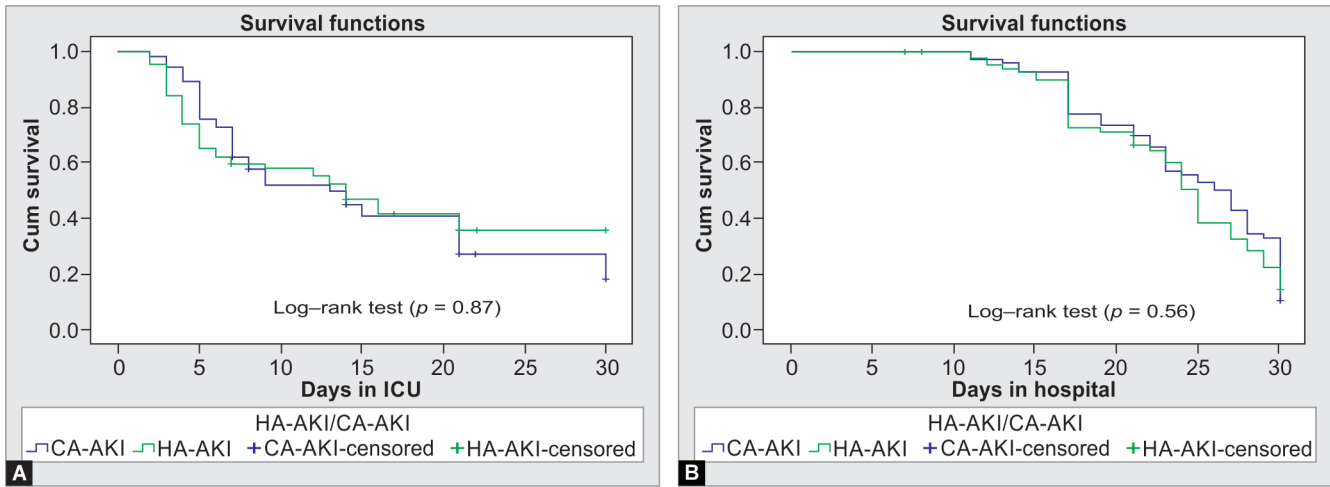 Survival functions
1.0
0.8
0.6
0.4
0.2
0.0
Cum survival
Log–rank test (p = 0.87)
0 5 10 15 20 25 30
Days in ICU
HA-AKI/CA-AKI
CA-AKI HA-AKI CA-AKI-censored HA-AKI-censored
A
Survival functions
1.0
0.8
0.6
0.4
0.2
0.0
Cum survival
Log–rank test (p = 0.56)
0 5 10 15 20 25 30
Days in hospital
HA-AKI/CA-AKI
CA-AKI HA-AKI CA-AKI-censored HA-AKI-censored
B